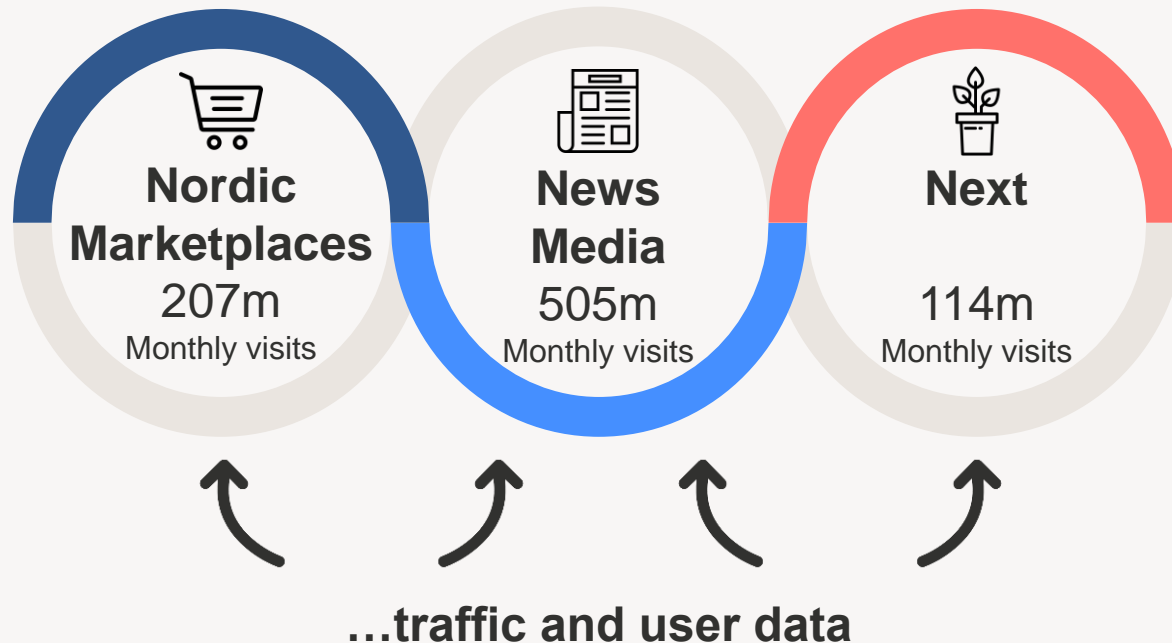 Nordic
Marketplaces
207m
Monthly visits
News
Media
505m
Monthly visits
Next
114m
Monthly visits
...traffic and user data